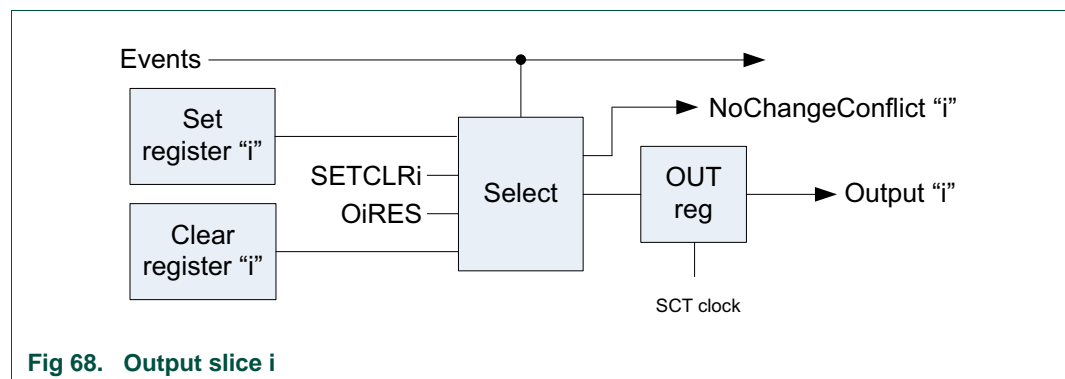 Events
Set
register “i”
NoChangeConflict “i”
SETCLRi
Select
OUT
reg
Output “i”
OiRES
Clear
register “i”
SCT clock
Fig 68. Output slice i